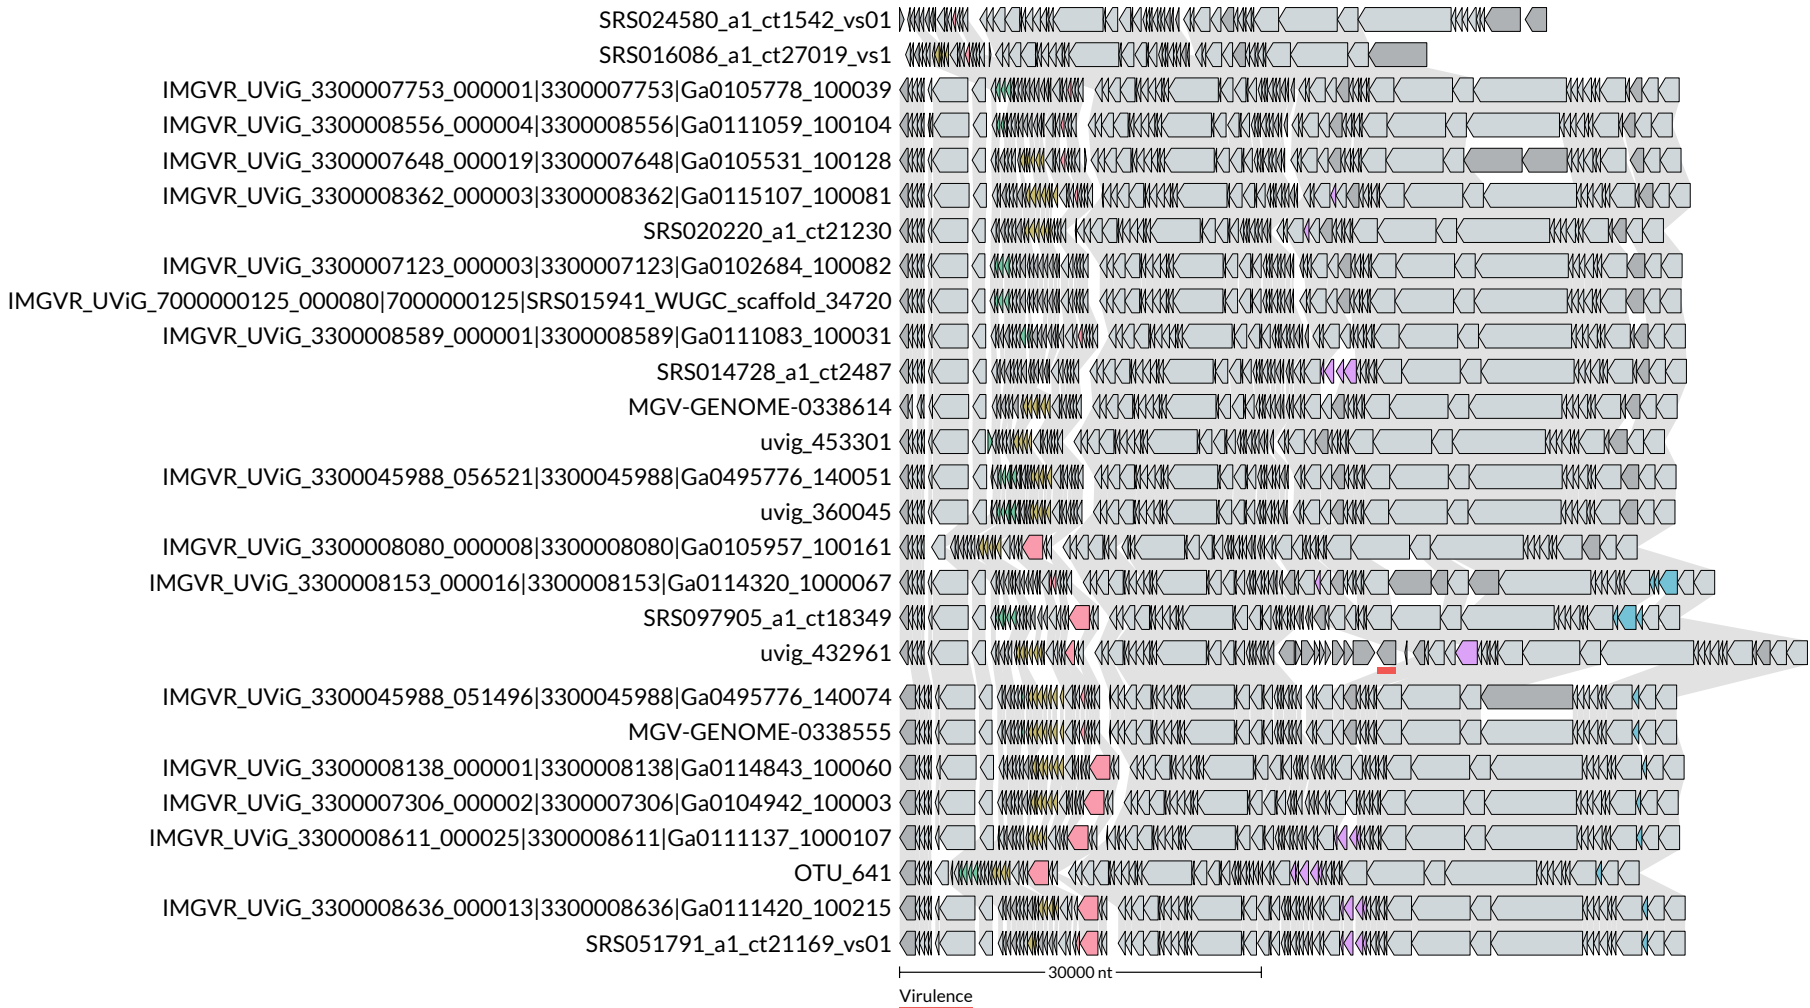 SRS024580_a1_ct1542_vs01
SRS016086_a1_ct27019_vs1
IMGVR_UViG_3300007753_000001|3300007753|Ga0105778_100039
IMGVR_UViG_3300008556_000004|3300008556|Ga0111059_100104
IMGVR_UViG_3300007648_000019|3300007648|Ga0105531_100128
IMGVR_UViG_3300008362_000003|3300008362|Ga0115107_100081
SRS020220_a1_ct21230
IMGVR_UViG_3300007123_000003|3300007123|Ga0102684_100082
IMGVR_UViG_7000000125_000080|7000000125|SRS015941_WUGC_scaffold_34720
IMGVR_UViG_3300008589_000001|3300008589|Ga0111083_100031
SRS014728_a1_ct2487
MGV-GENOME-0338614
uvig_453301
IMGVR_UViG_3300045988_056521|3300045988|Ga0495776_140051
uvig_360045
IMGVR_UViG_3300008080_000008|3300008080|Ga0105957_100161
IMGVR_UViG_3300008153_000016|3300008153|Ga0114320_1000067
SRS097905_a1_ct18349
uvig_432961
IMGVR_UViG_3300045988_051496|3300045988|Ga0495776_140074
MGV-GENOME-0338555
IMGVR_UViG_3300008138_000001|3300008138|Ga0114843_100060
IMGVR_UViG_3300007306_000002|3300007306|Ga0104942_100003
IMGVR_UViG_3300008611_000025|3300008611|Ga0111137_1000107
OTU_641
IMGVR_UViG_3300008636_000013|3300008636|Ga0111420_100215
SRS051791_a1_ct21169_vs01
30000 nt
Virulence